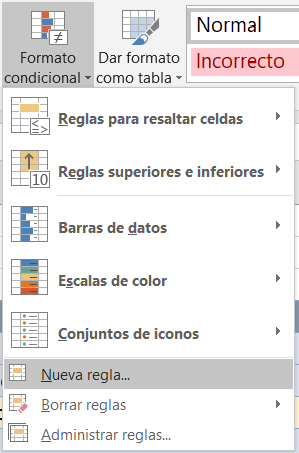 Formato
condicional
Dar formato
como tabla
Normal
Incorrecto
Reglas para resaltar celdas
Reglas superiores e inferiores
10
Barras de datos
Escalas de color
Conjuntos de iconos
Nueva regla...
Borrar reglas
Administrar reglas...